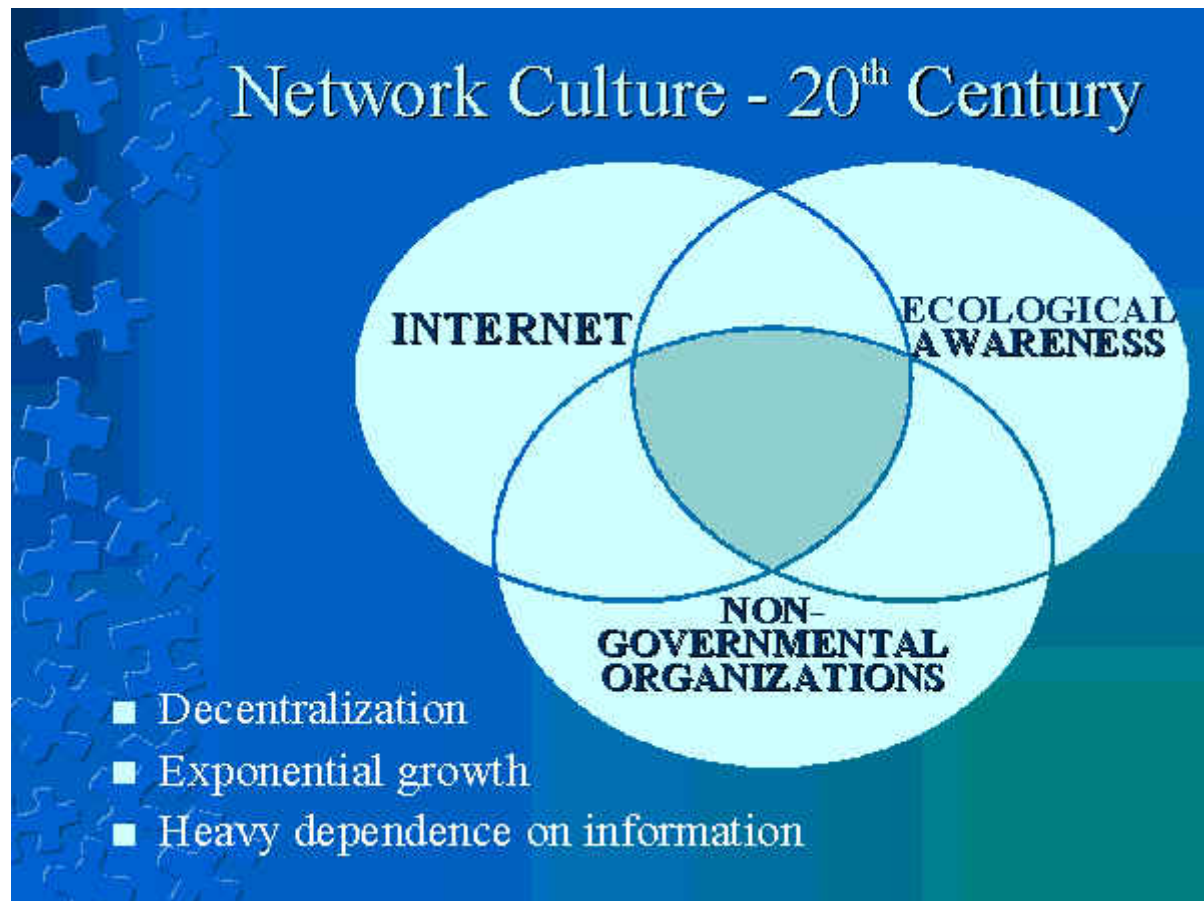 Network Culture - 20th Century
INTERNET
ECOLOGICAL
AWARENESS
NON-
GOVERNMENTAL
ORGANIZATIONS
Decentralization
Exponential growth
Heavy dependence on information